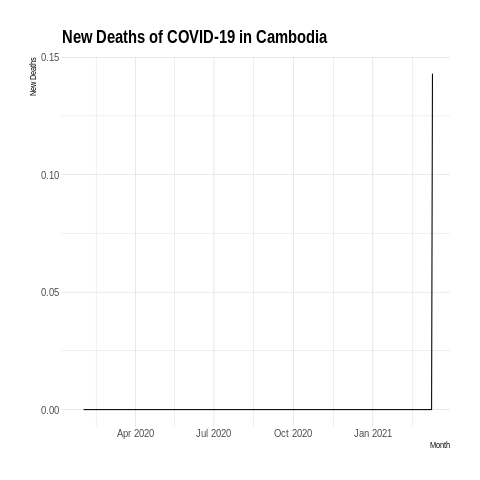 New Deaths of COVID-19 in Cambodia
New Deaths
0.15
0.10
0.05
0.00
Apr 2020
Jul 2020
Oct 2020
Jan 2021
Month